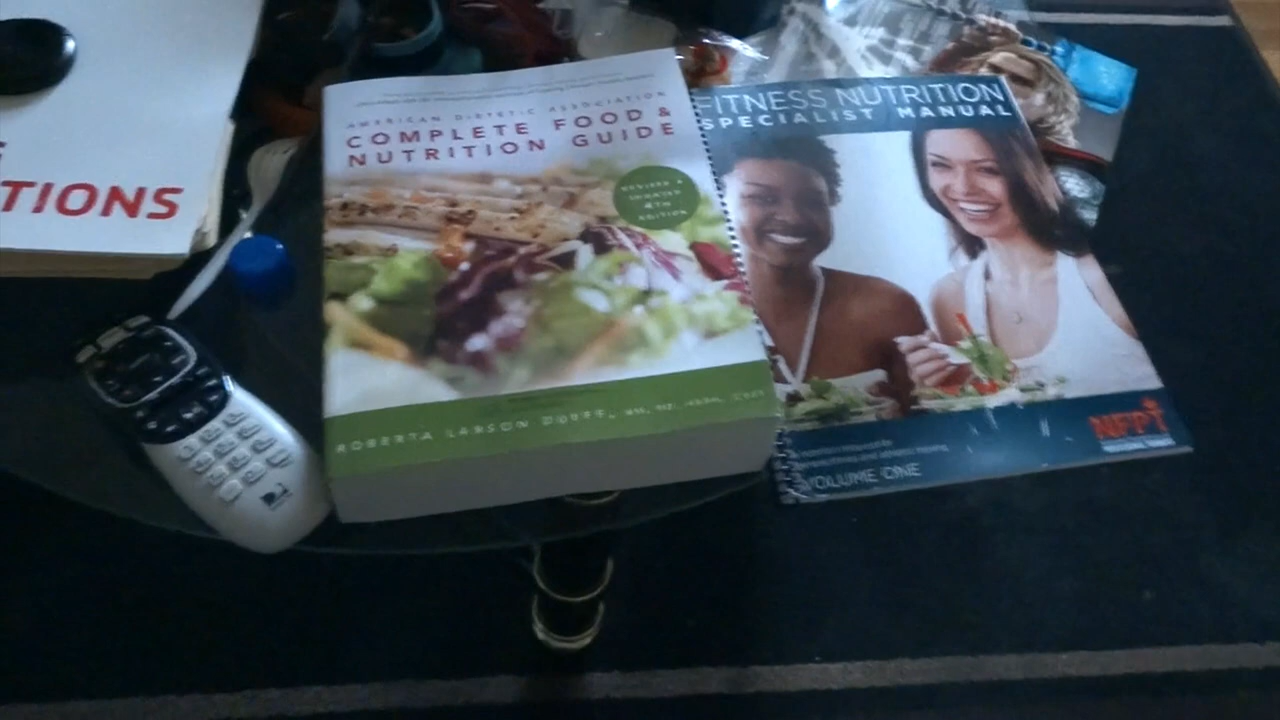 TIONS
AMERICAN DIETETIC ASSOCIATION
COMPLETE FOOD &
NUTRITION GUIDE
REVISED &
UPDATED
4TH
EDITION
ROBERTA LARSON DUYFF,
FITNESS NUTRITION
SPECIALIST MANUAL
NFPT
VOLUME ONE